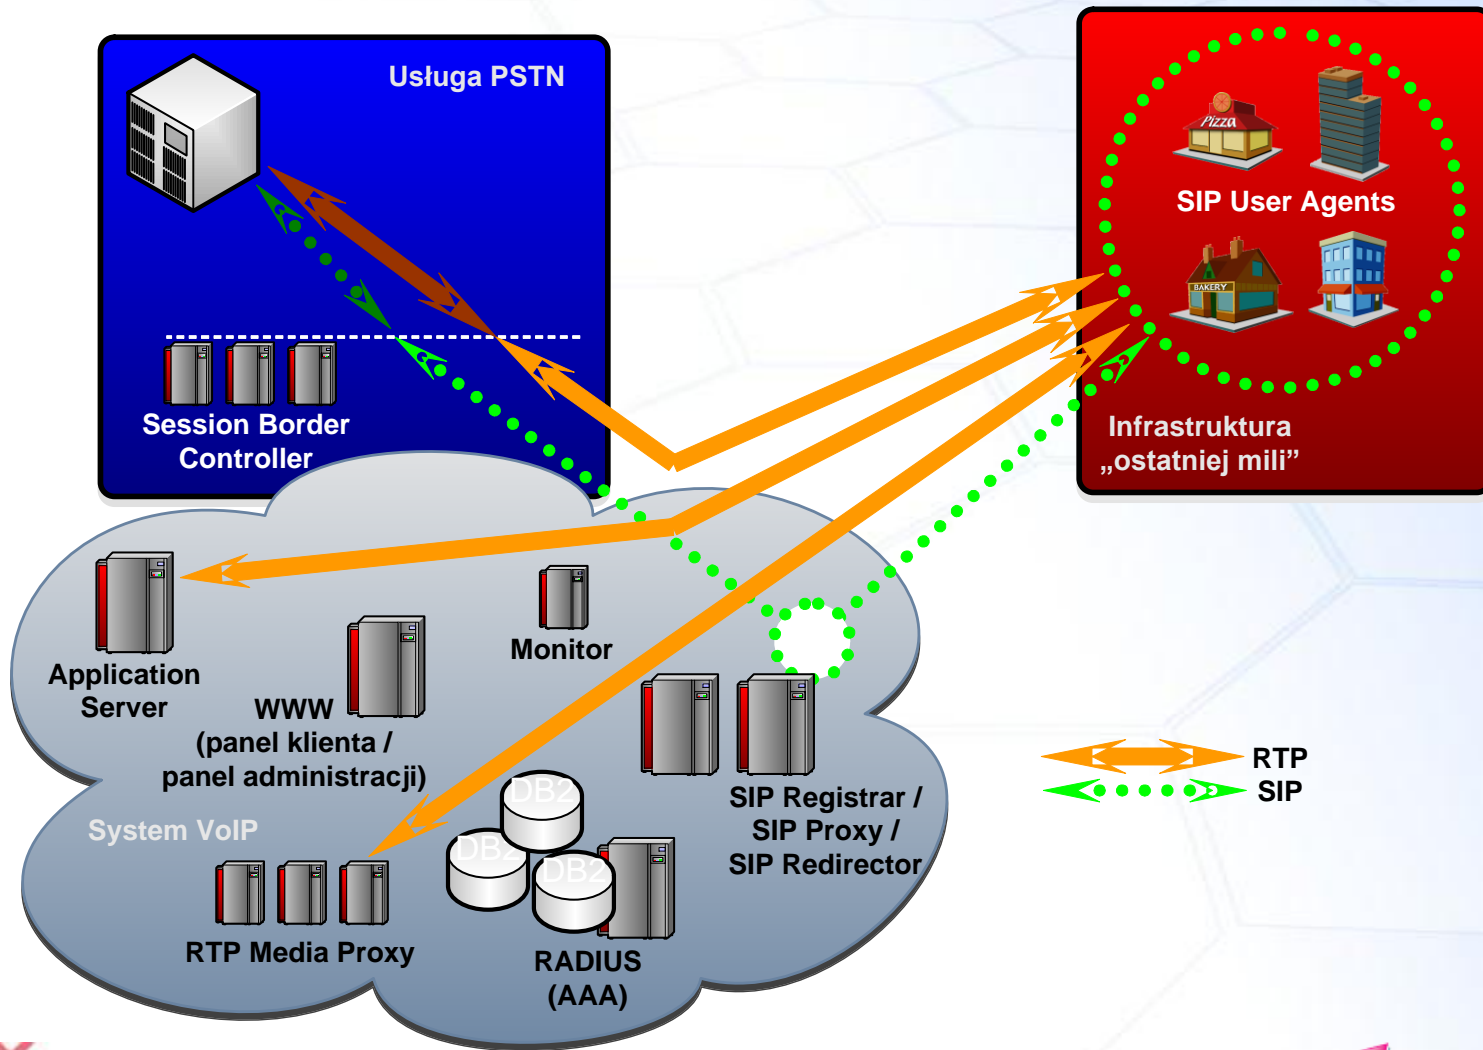 Usługa PSTN
Pizza
SIP User Agents
BAKERY
Session Border
Controller
Infrastruktura
„ostatniej mili”
Application
Server
Monitor
WWW
(panel klienta /
panel administracji)
RTP
SIP
SIP Registrar /
SIP Proxy /
SIP Redirector
System VoIP
DB2
DB2
DB2
RTP Media Proxy
RADIUS
(AAA)